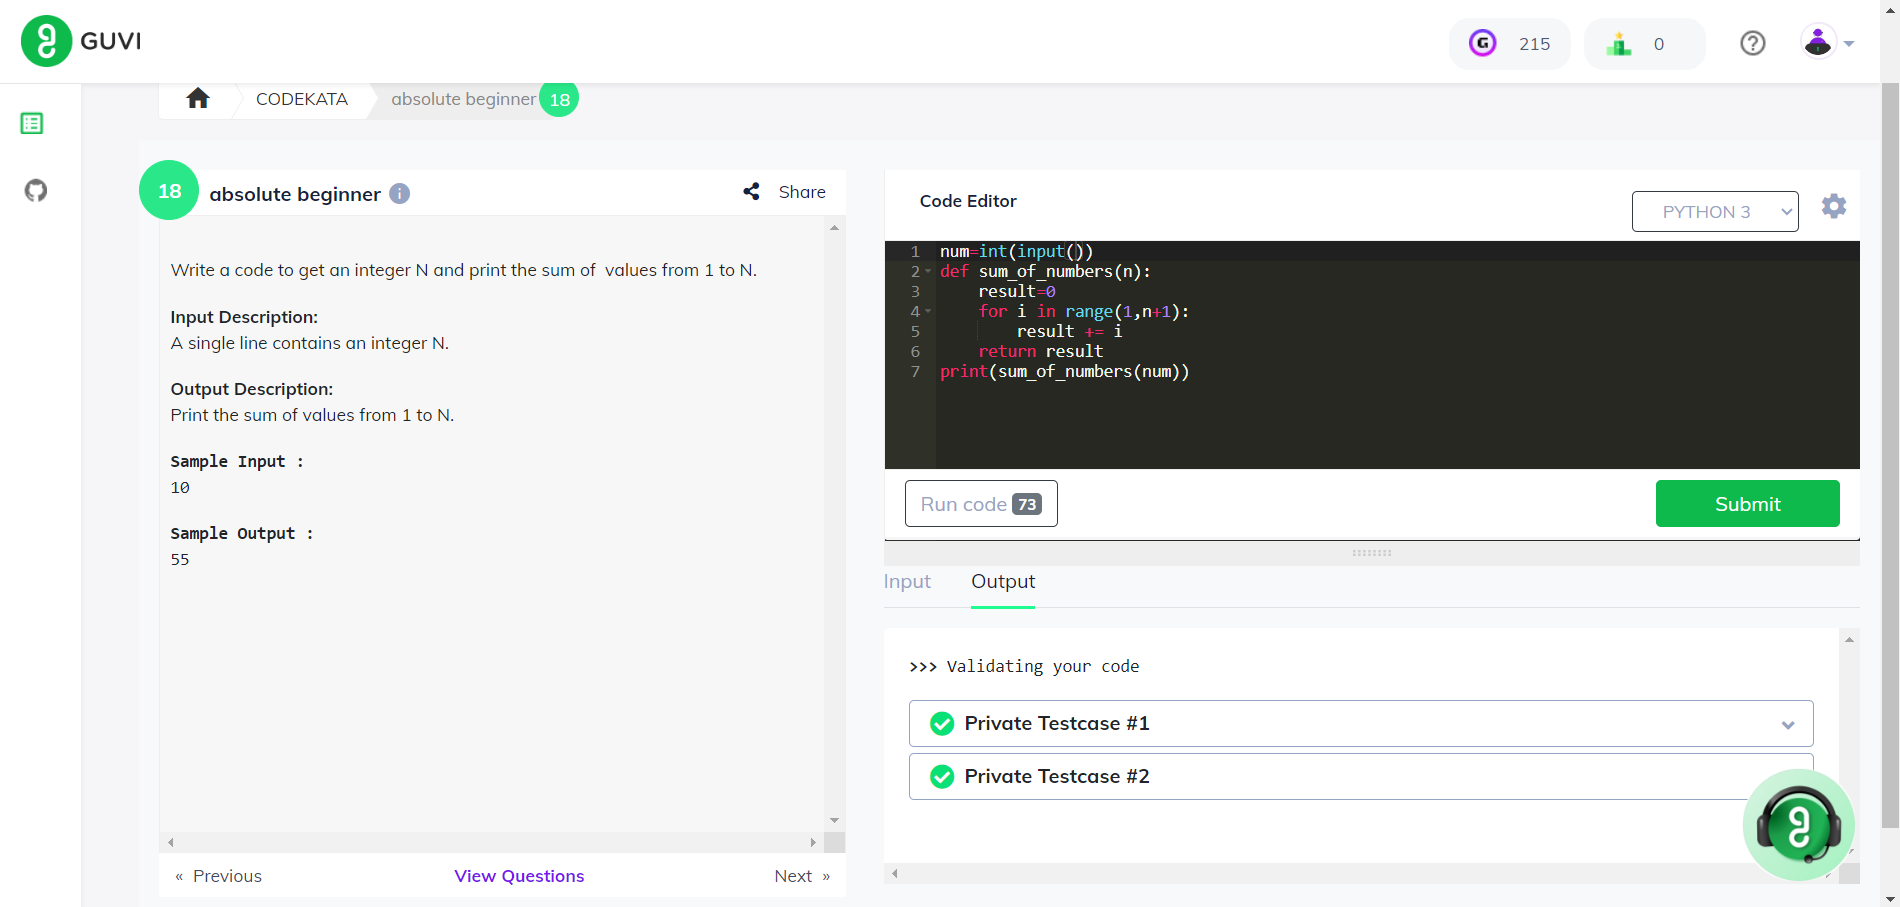 GUVI
215
0
CODEKATA
absolute beginner 18
18 absolute beginner
Share
Write a code to get an integer N and print the sum of  values from 1 to N.
Input Description:
A single line contains an integer N.
Output Description:
Print the sum of values from 1 to N.
Sample Input :
10
Sample Output :
55
« Previous
View Questions
Next »
Code Editor
PYTHON 3
1 num=int(input())
2 def sum_of_numbers(n):
3     result=0
4     for i in range(1,n+1):
5         result += i
6     return result
7 print(sum_of_numbers(num))
Run code 73
Submit
Input
Output
>>> Validating your code
Private Testcase #1
Private Testcase #2